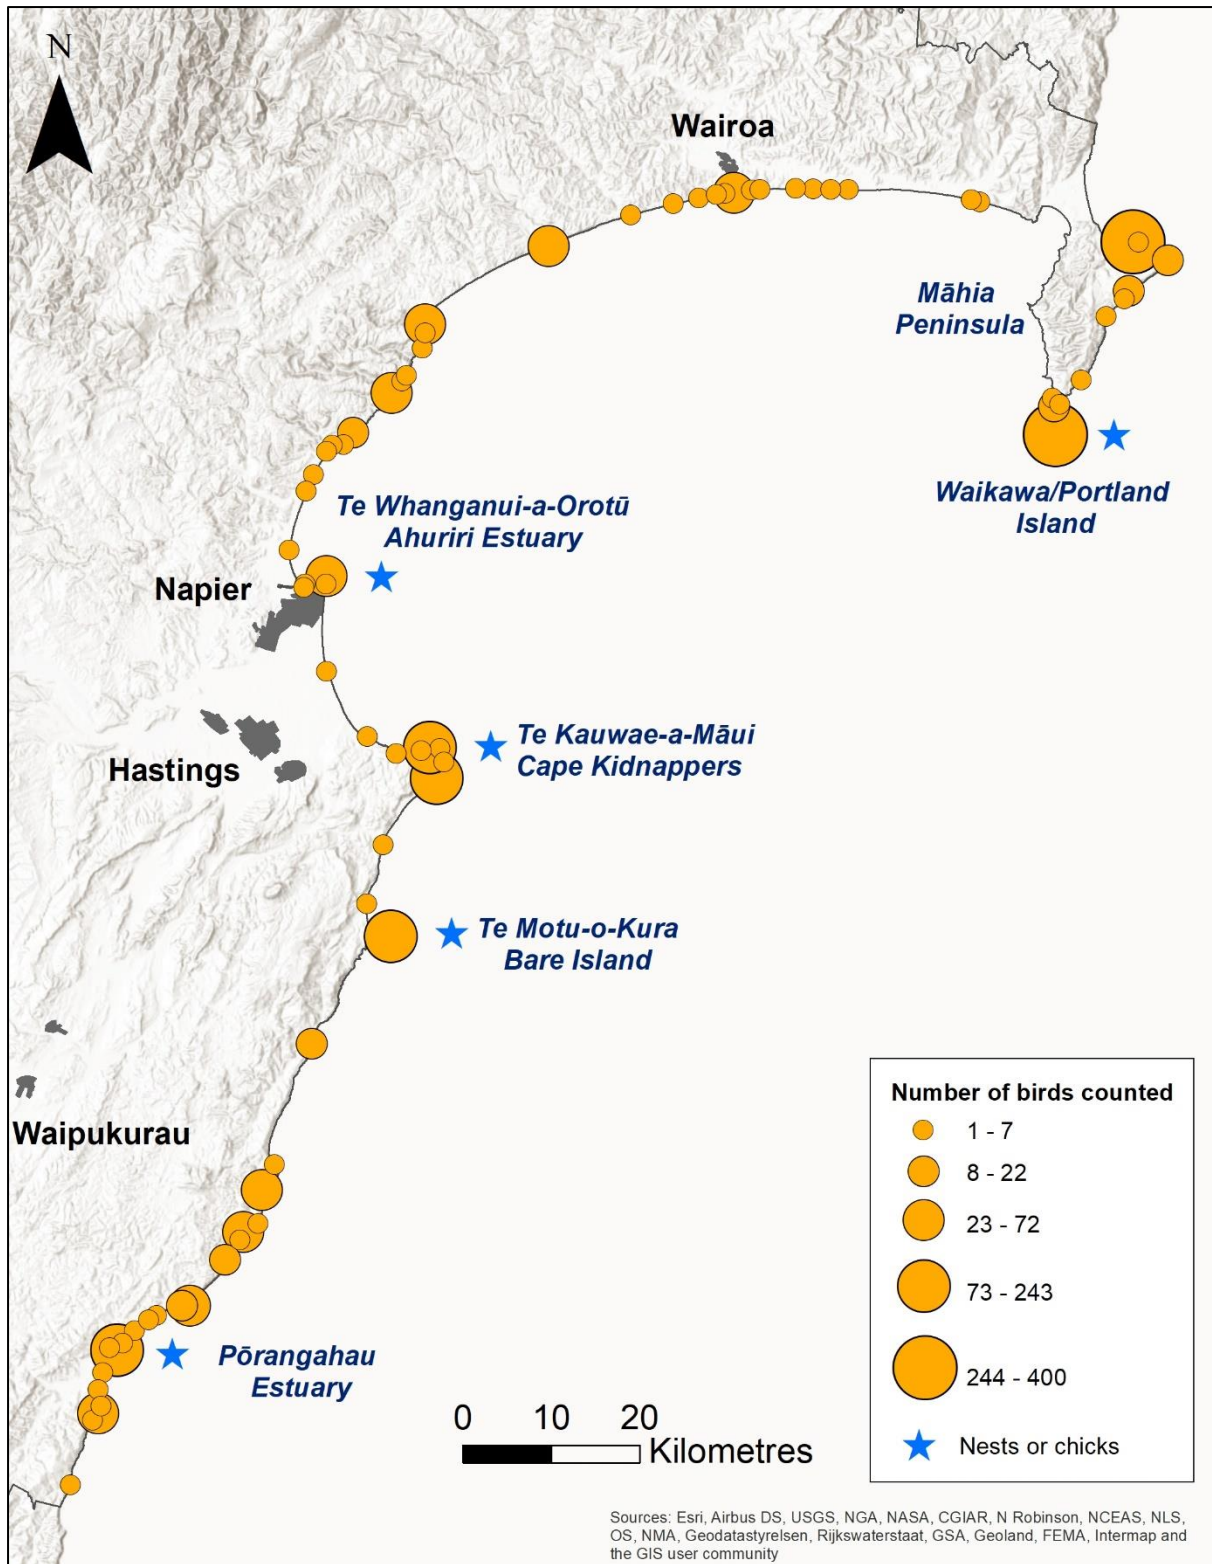 N
Wairoa
Māhia
Peninsula
Waikawa/Portland
Island
Te Whanganui-a-Orotū
Ahuriri Estuary
Napier
Te Kauwae-a-Māui
Cape Kidnappers
Hastings
Te Motu-o-Kura
Bare Island
Waipukurau
Pōrangahau
Estuary
0 10 20
Kilometres
Number of birds counted
1 - 7
8 - 22
23 - 72
73 - 243
244 - 400
Nests or chicks
Sources: Esri, Airbus DS, USGS, NGA, NASA, CGIAR, N Robinson, NCEAS, NLS,
OS, NMA, Geodatastyrelsen, Rijkswaterstaat, GSA, Geoland, FEMA, Intermap and
the GIS user community